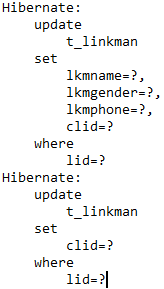 Hibernate:
    update
        t_linkman
    set
        lkmname=?,
        lkmgender=?,
        lkmphone=?,
        clid=?
    where
        lid=?
Hibernate:
    update
        t_linkman
    set
        clid=?
    where
        lid=?